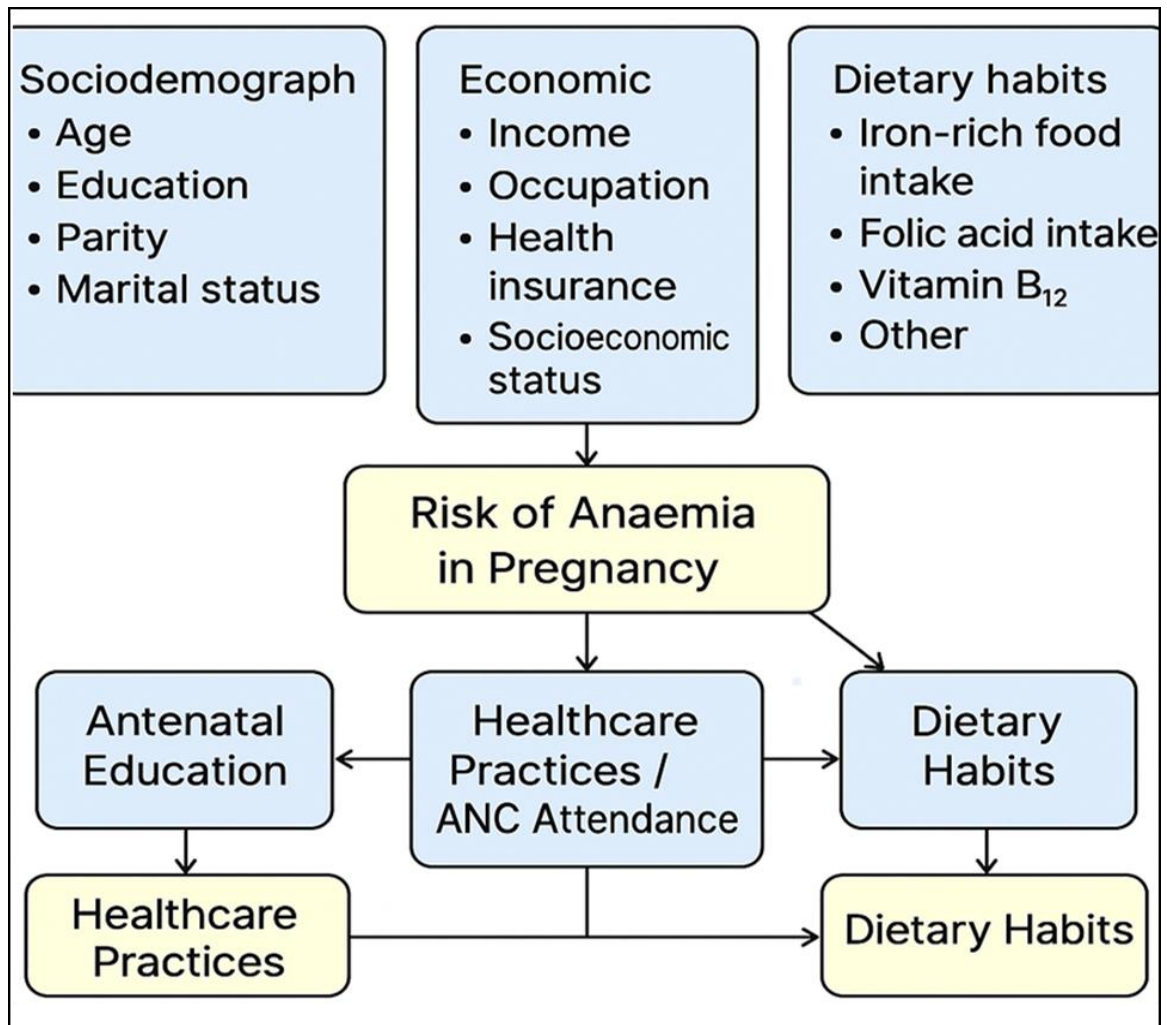 Sociodemograph
• Age
• Education
• Parity
• Marital status
Economic
• Income
• Occupation
• Health
insurance
• Socioeconomic
status
Dietary habits
• Iron-rich food
intake
• Folic acid intake
• Vitamin B₁₂
• Other
Risk of Anaemia
in Pregnancy
Antenatal
Education
Healthcare
Practices /
ANC Attendance
Dietary
Habits
Healthcare
Practices
Dietary Habits